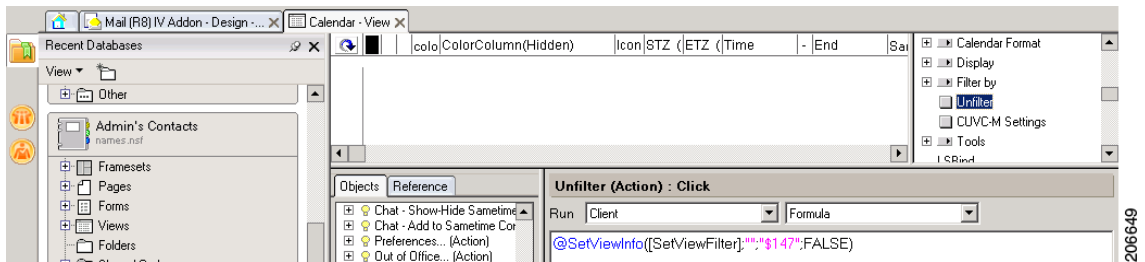 Mail (R8) IV Addon - Design -...
Calendar - View
Recent Databases
View
Other
Admin's Contacts
names.nsf
Framesets
Pages
Forms
Views
Folders
colo ColorColumn(Hidden) Icon STZ ( ETZ ( Time - End
Calendar Format
Display
Filter by
Unfilter
CUVC-M Settings
Tools
Objects Reference
Chat - Show-Hide Sametime
Chat - Add to Sametime Cor
Preferences... (Action)
Out of Office... (Action)
Unfilter (Action) : Click
Run Client Formula
@SetViewInfo([SetViewFilter];"";"$147";FALSE)
206649